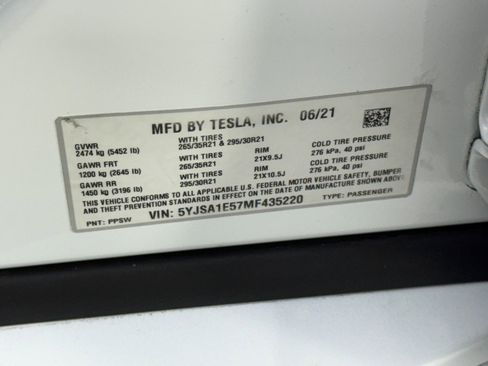 MFD BY TESLA, INC. 06/21
GVWR WITH TIRES COLD TIRE PRESSURE
2474 kg (5452 lb) 265/35R21 & 295/30R21 276 kPa, 40 psi
GAWR FRT WITH TIRES RIM COLD TIRE PRESSURE
1200 kg (2645 lb) 265/35R21 21X9.5J 276 kPa, 40 psi
GAWR RR WITH TIRES RIM
1450 kg (3196 lb) 295/30R21 21X10.5J
THIS VEHICLE CONFORMS TO ALL APPLICABLE U.S. FEDERAL MOTOR VEHICLE SAFETY, BUMPER,
AND THEFT PREVENTION STANDARDS IN EFFECT ON THE DATE OF MANUFACTURE SHOWN ABOVE.
PNT: PPSW VIN: 5YJSA1E57MF435220 TYPE: PASSENGER